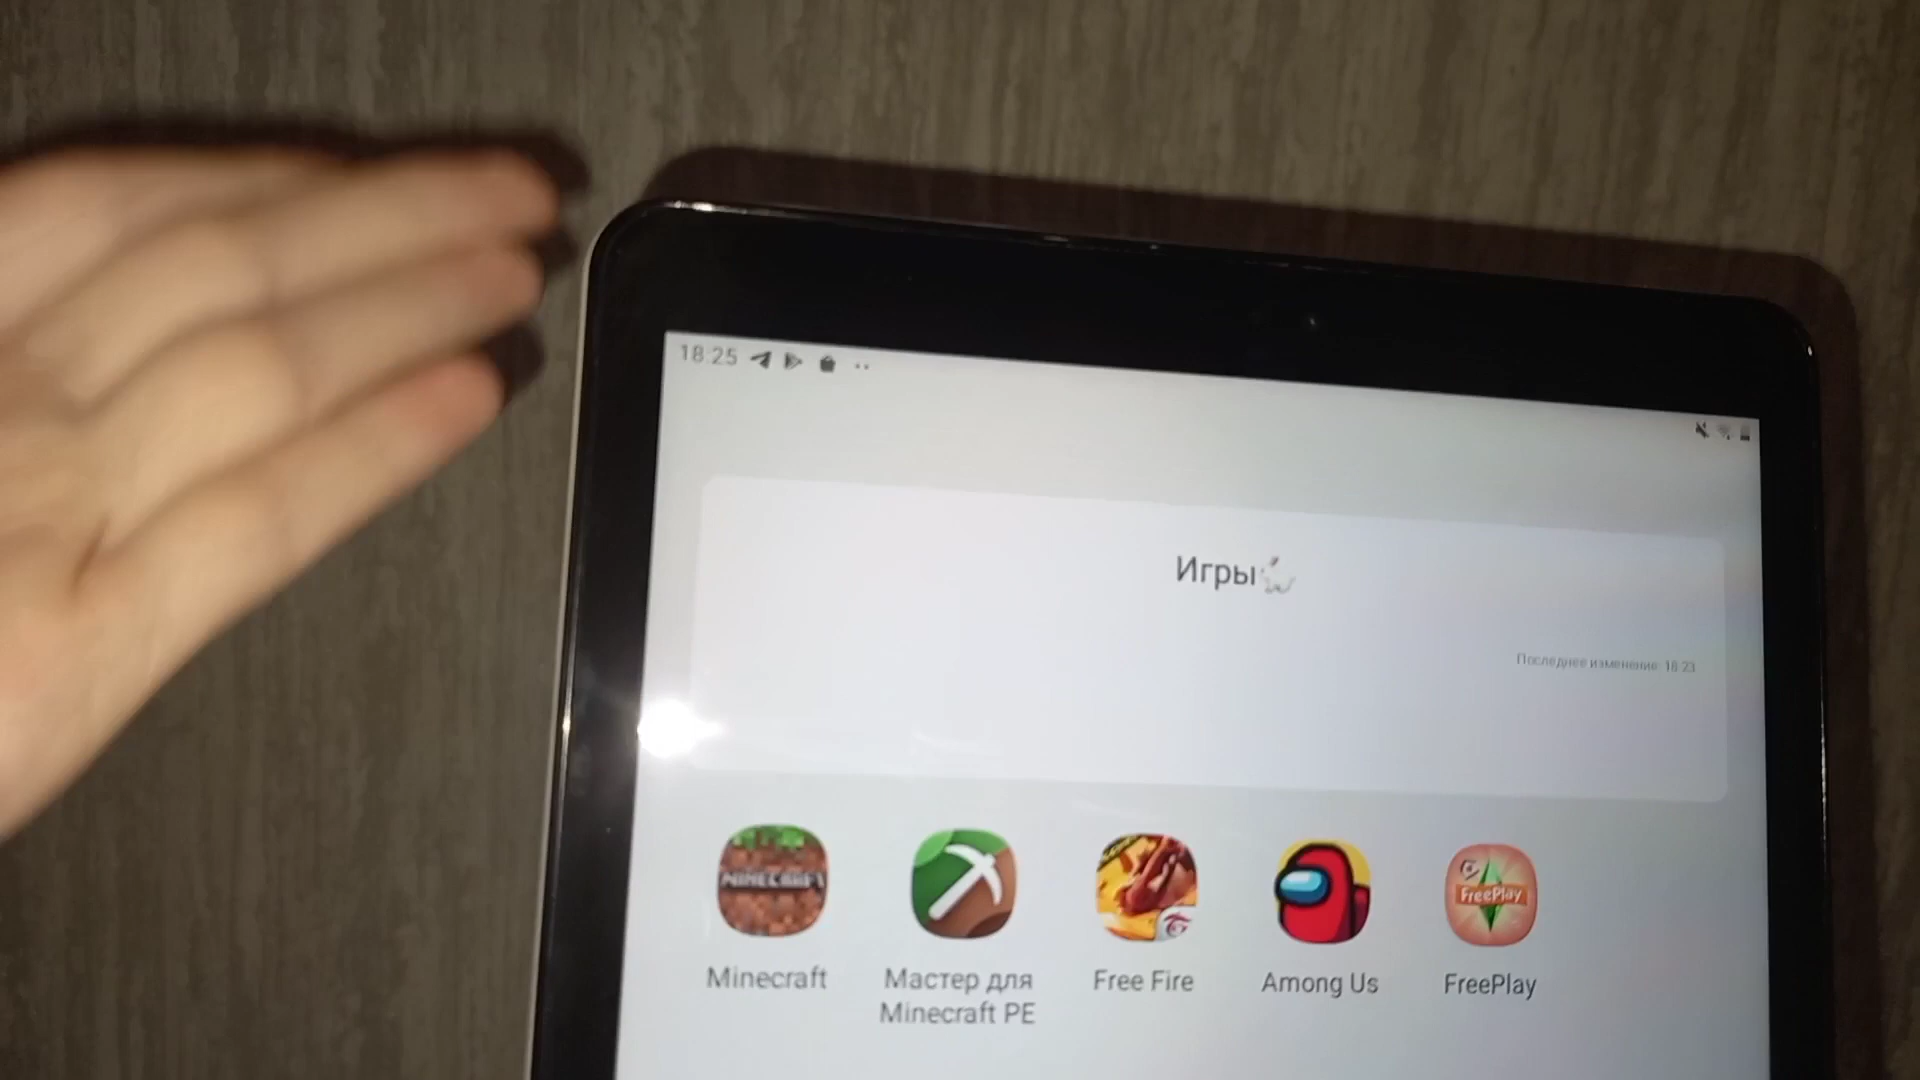 18:25
Игры
Последнее изменение: 18:23
MINECRAFT
FreePlay
Minecraft
Мастер для
Minecraft PE
Free Fire
Among Us
FreePlay